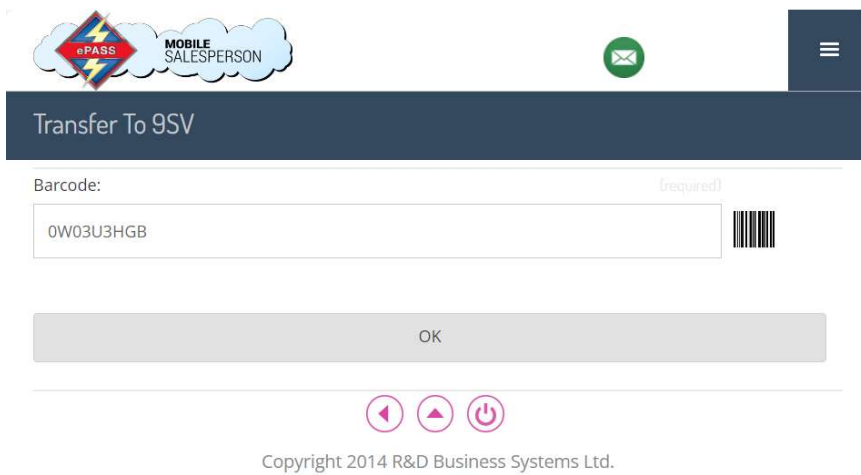 ePASS
MOBILE
SALESPERSON
Transfer To 9SV
Barcode: (required)
0W03U3HGB
OK
Copyright 2014 R&D Business Systems Ltd.